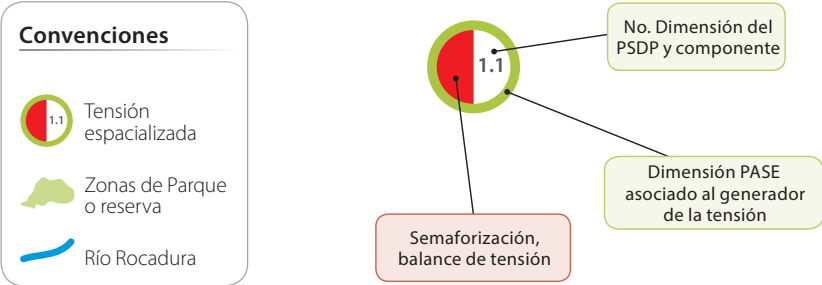 Convenciones
1.1
Tensión
espacializada
Zonas de Parque
o reserva
Río Rocadura
1.1
No. Dimensión del
PSDP y componente
Dimensión PASE
asociado al generador
de la tensión
Semaforización,
balance de tensión